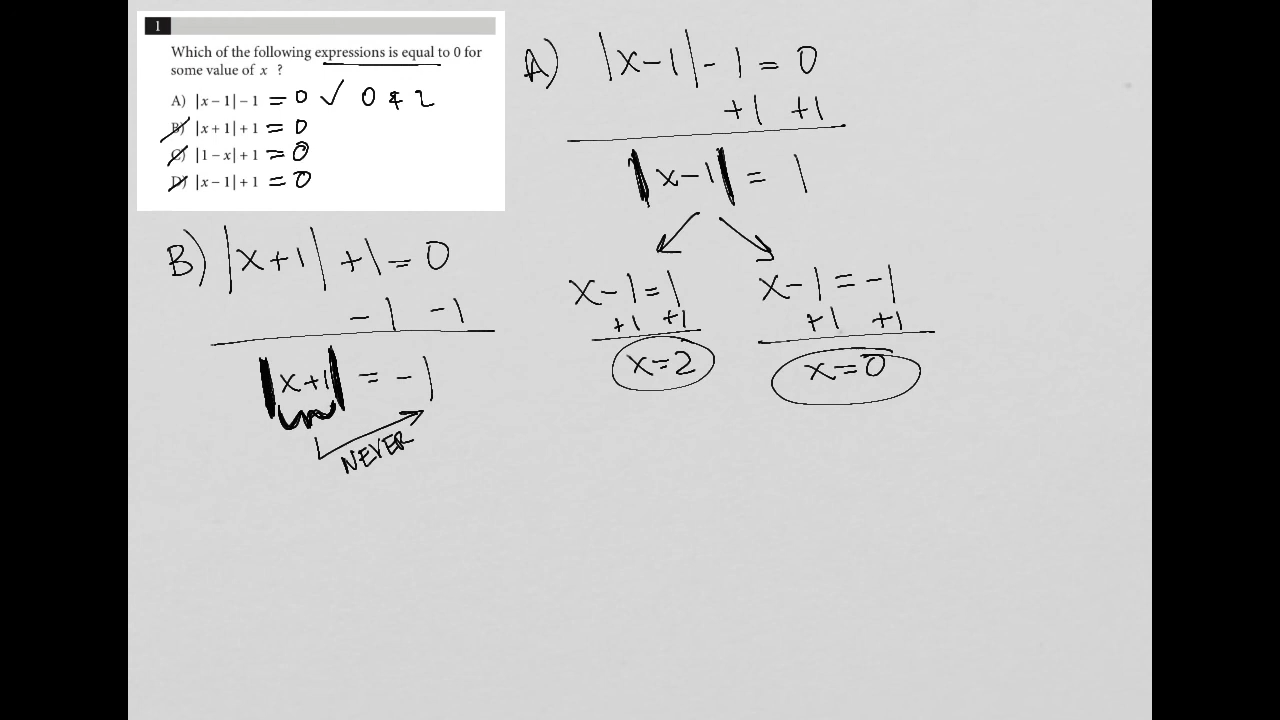 1
Which of the following expressions is equal to 0 for
some value of x ?
A) |x − 1| − 1 = 0 ✓ 0 & 2
B) |x + 1| + 1 = 0
C) |1 − x| + 1 = 0
D) |x − 1| + 1 = 0
A) |x−1| − 1 = 0
+1 +1
|x−1| = 1
x−1=1
+1 +1
x=2
x−1=−1
+1 +1
x=0
B) |x+1| +1=0
−1 −1
|x+1| = −1
NEVER